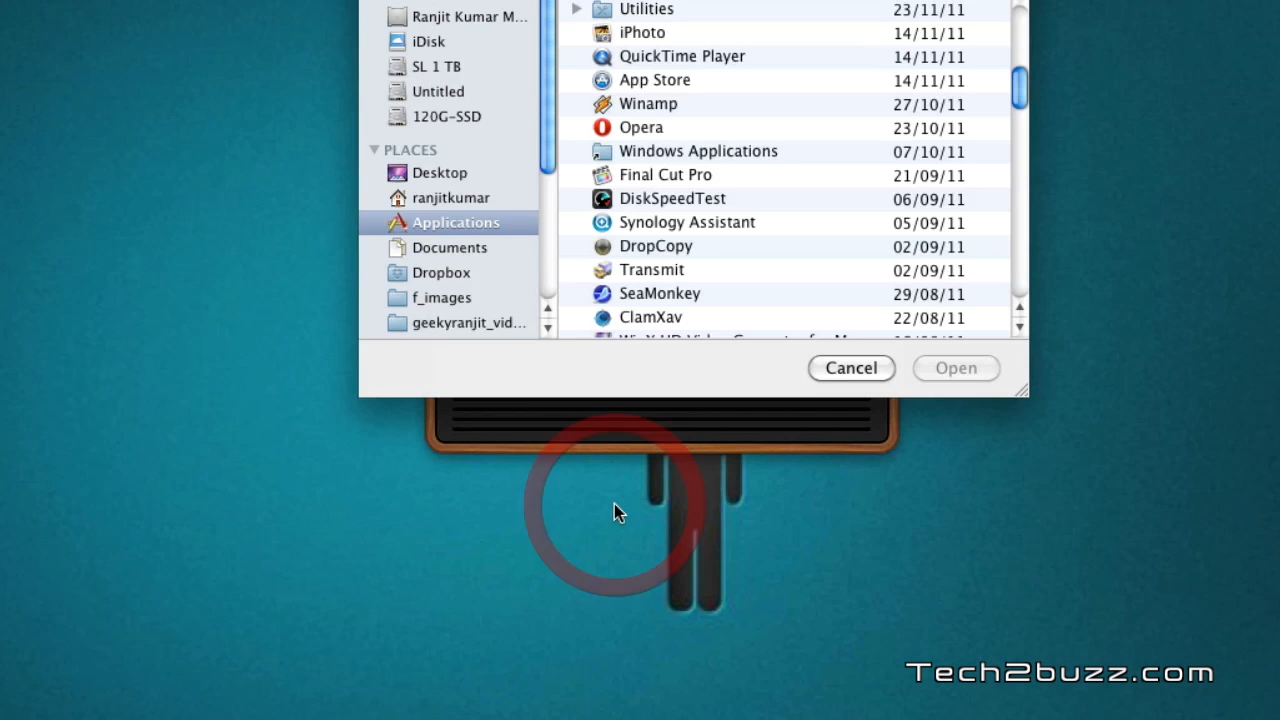 Ranjit Kumar M...
iDisk
SL 1 TB
Untitled
120G-SSD
PLACES
Desktop
ranjitkumar
Applications
Documents
Dropbox
f_images
geekyranjit_vid...
Utilities 23/11/11
iPhoto 14/11/11
QuickTime Player 14/11/11
App Store 14/11/11
Winamp 27/10/11
Opera 23/10/11
Windows Applications 07/10/11
Final Cut Pro 21/09/11
DiskSpeedTest 06/09/11
Synology Assistant 05/09/11
DropCopy 02/09/11
Transmit 02/09/11
SeaMonkey 29/08/11
ClamXav 22/08/11
Cancel Open
Tech2buzz.com